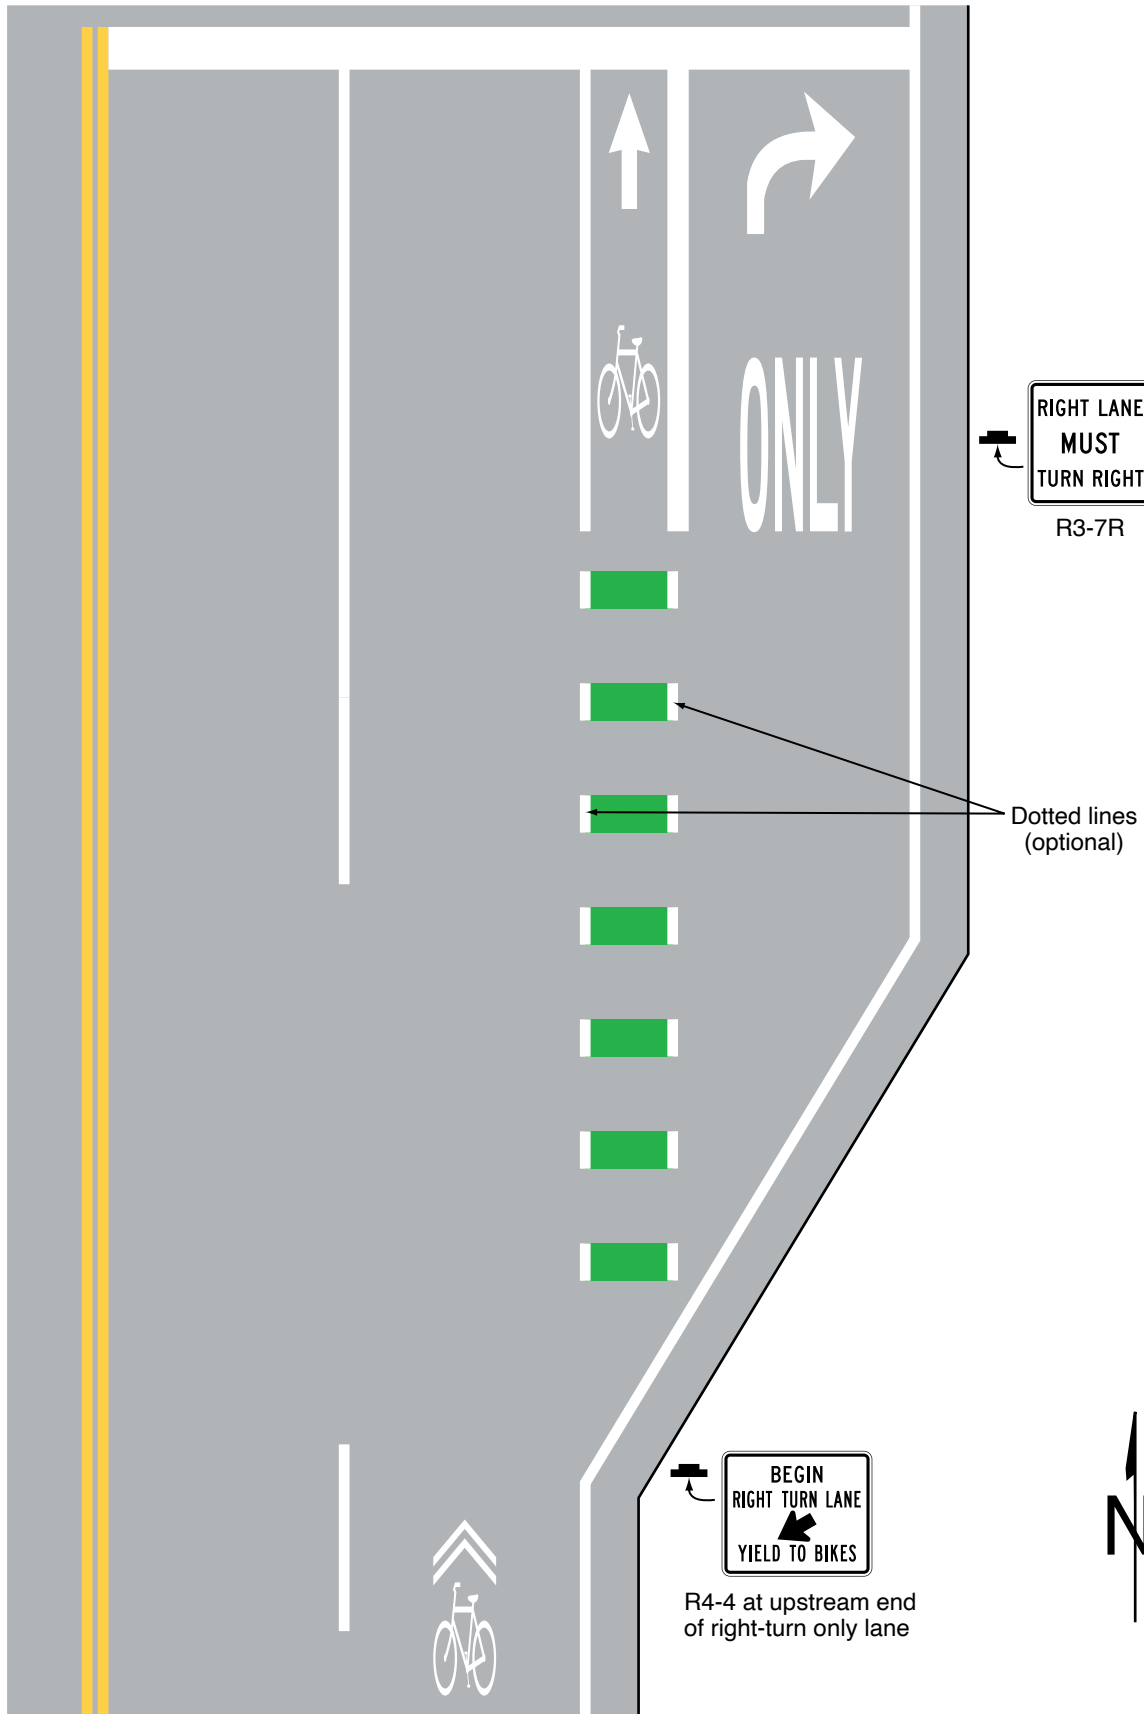 ONLY
RIGHT LANE
MUST
TURN RIGHT
R3-7R
Dotted lines
(optional)
BEGIN
RIGHT TURN LANE
YIELD TO BIKES
R4-4 at upstream end
of right-turn only lane
N